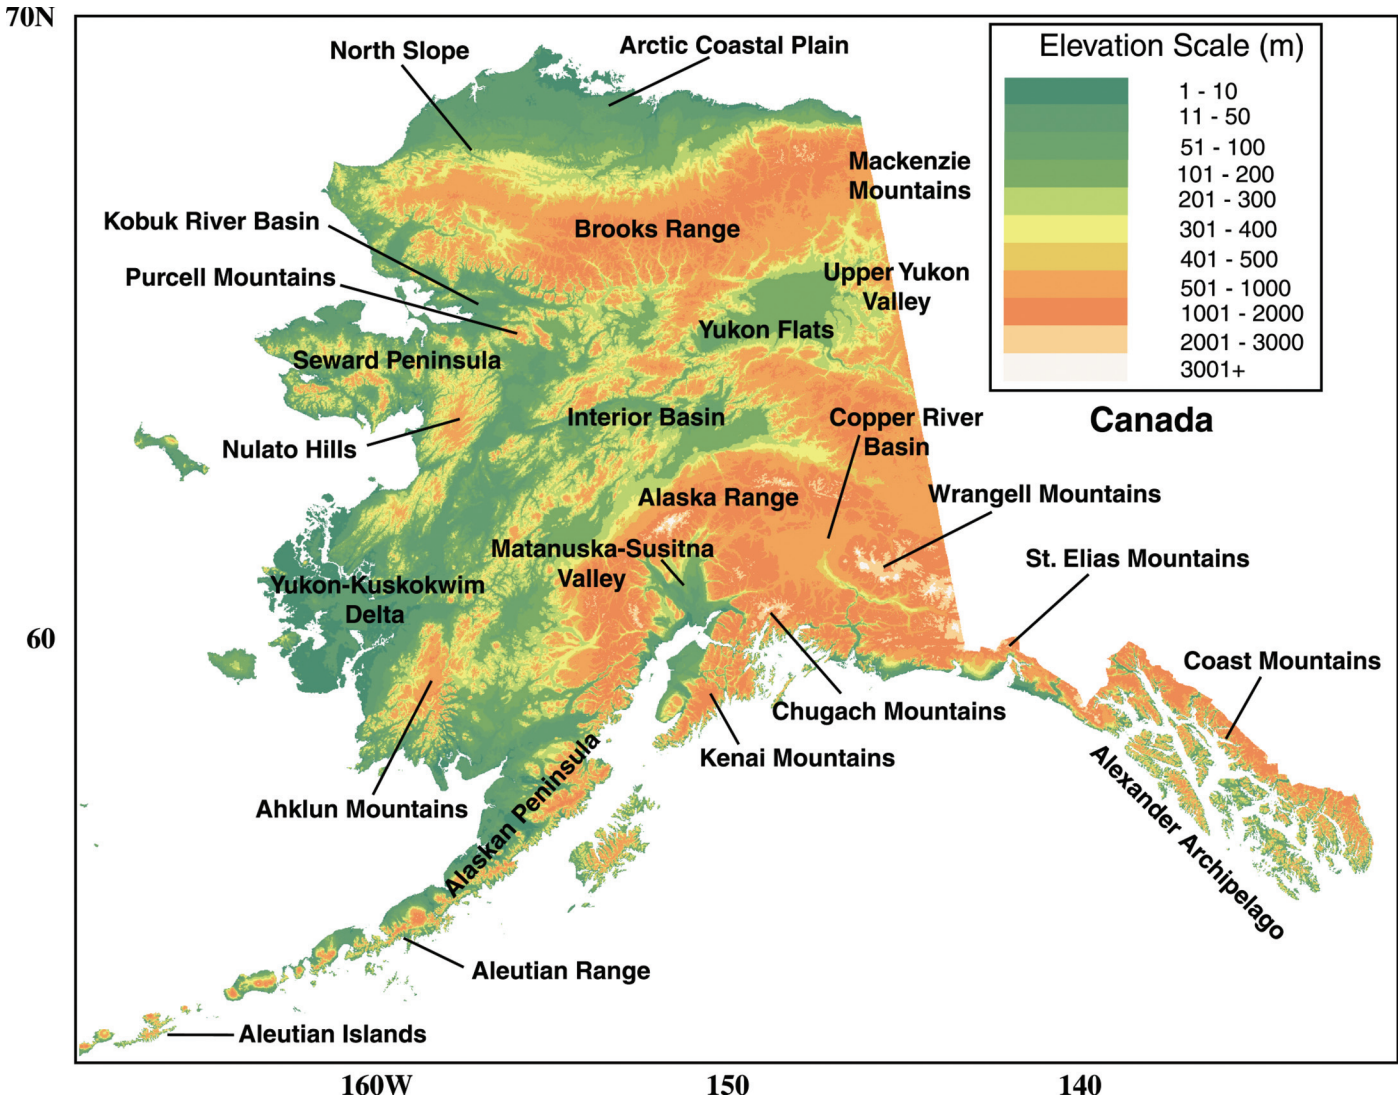 70N
North Slope
Arctic Coastal Plain
Elevation Scale (m)
1 - 10
11 - 50
51 - 100
101 - 200
201 - 300
301 - 400
401 - 500
501 - 1000
1001 - 2000
2001 - 3000
3001+
Mackenzie
Mountains
Kobuk River Basin
Brooks Range
Purcell Mountains
Upper Yukon
Valley
Yukon Flats
Seward Peninsula
Interior Basin
Copper River
Basin
Canada
Nulato Hills
Alaska Range
Wrangell Mountains
Matanuska-Susitna
Valley
St. Elias Mountains
Yukon-Kuskokwim
Delta
60
Coast Mountains
Chugach Mountains
Kenai Mountains
Ahklun Mountains
Alaskan Peninsula
Alexander Archipelago
Aleutian Range
Aleutian Islands
160W
150
140